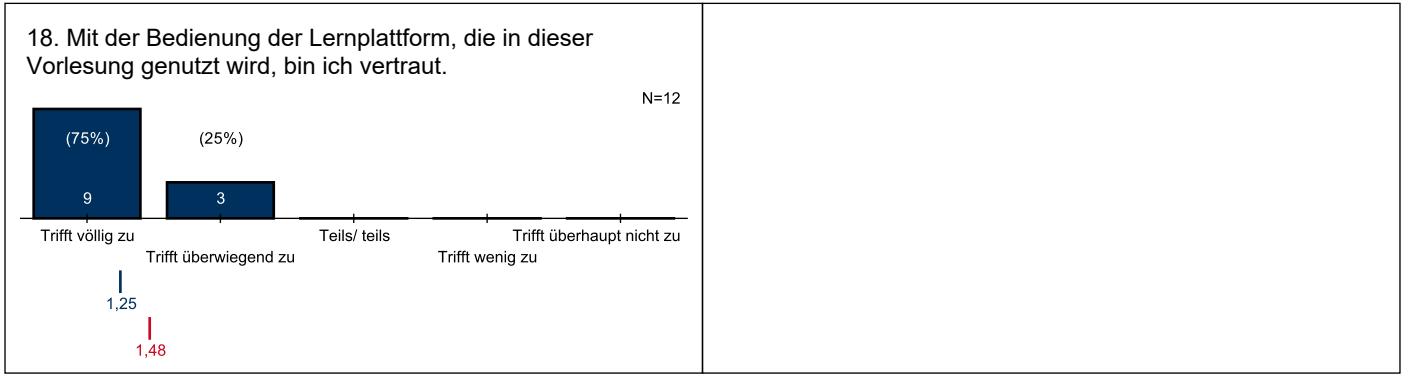 18. Mit der Bedienung der Lernplattform, die in dieser
Vorlesung genutzt wird, bin ich vertraut.
N=12
(75%) (25%)
9 3
Trifft völlig zu Teils/ teils Trifft überhaupt nicht zu
Trifft überwiegend zu Trifft wenig zu
1,25
1,48